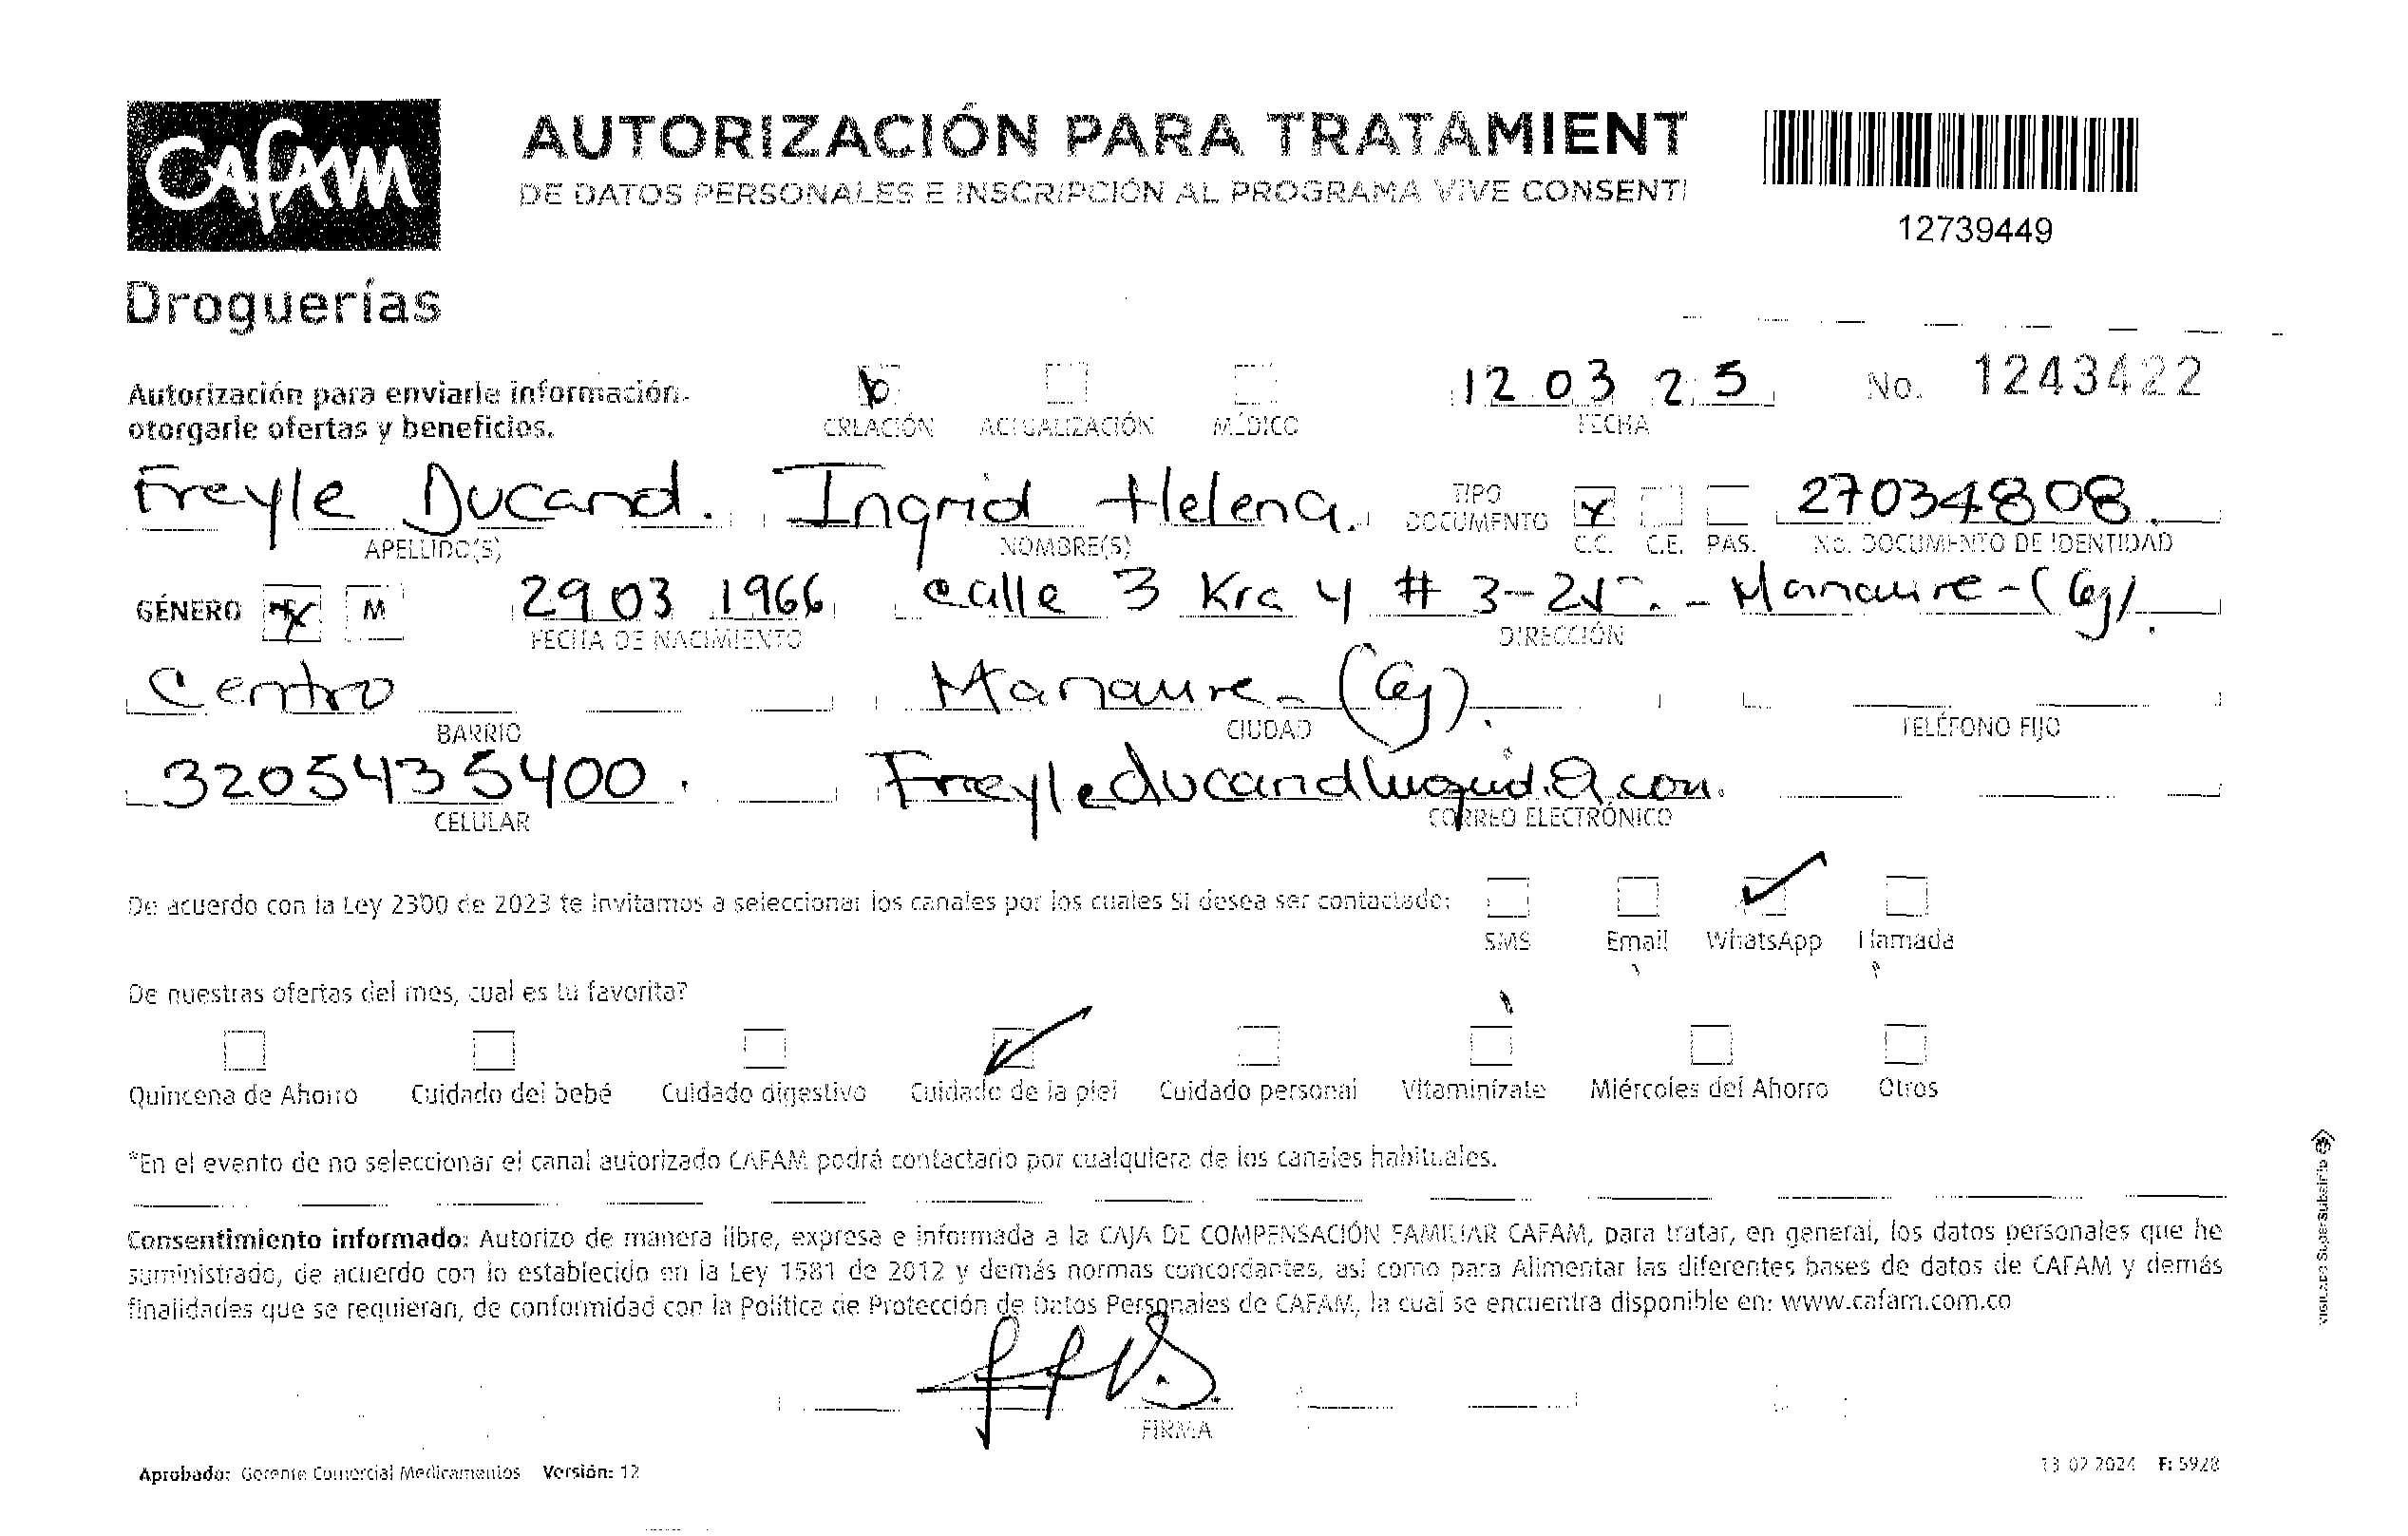 Cafam
AUTORIZACIÓN PARA TRATAMIENT
DE DATOS PERSONALES E INSCRIPCIÓN AL PROGRAMA VIVE CONSENTI
12739449
Droguerías
Autorización para enviarle información, otorgarle ofertas y beneficios.
CREACIÓN ACTUALIZACIÓN MÉDICO
12 03 25
FECHA
No. 1243422
Freyle Ducand. Ingrid Helena.
APELLIDO(S) NOMBRE(S)
TIPO DOCUMENTO
C.C. C.E. PAS.
27034808.
No. DOCUMENTO DE IDENTIDAD
GÉNERO F M
29 03 1966
FECHA DE NACIMIENTO
calle 3 Kra 4 # 3-25. - Manaure - (Gj).
DIRECCIÓN
Centro
BARRIO
Manaure - (Gj).
CIUDAD
TELÉFONO FIJO
3205435400.
CELULAR
CORREO ELECTRÓNICO
De acuerdo con la Ley 2300 de 2023 te invitamos a seleccionar los canales por los cuales Si desea ser contactado:
SMS Email WhatsApp Llamada
De nuestras ofertas del mes, cual es tu favorita?
Quincena de Ahorro Cuidado del bebé Cuidado digestivo Cuidado de la piel Cuidado personal Vitaminízate Miércoles del Ahorro Otros
*En el evento de no seleccionar el canal autorizado CAFAM podrá contactarlo por cualquiera de los canales habituales.
Consentimiento informado: Autorizo de manera libre, expresa e informada a la CAJA DE COMPENSACIÓN FAMILIAR CAFAM, para tratar, en general, los datos personales que he
suministrado, de acuerdo con lo establecido en la Ley 1581 de 2012 y demás normas concordantes, así como para Alimentar las diferentes bases de datos de CAFAM y demás
finalidades que se requieran, de conformidad con la Política de Protección de Datos Personales de CAFAM, la cual se encuentra disponible en: www.cafam.com.co
FIRMA
Aprobado: Gerente Comercial Medicamentos Versión: 12
13 02 2024 F: 5928
VIGILADO SuperSubsidio